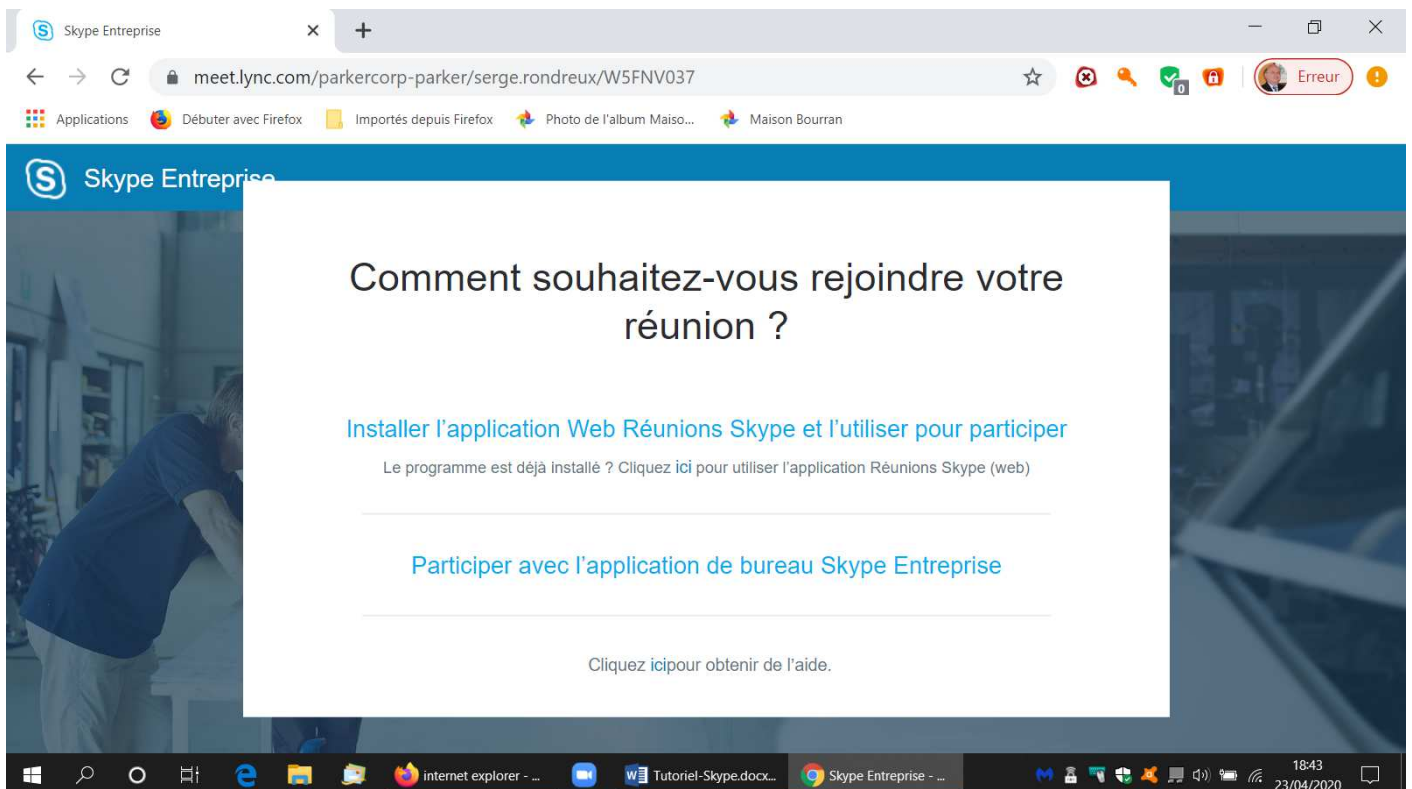 Skype Entreprise
meet.lync.com/parkercorp-parker/serge.rondreux/W5FNV037
Erreur
0
Applications Débuter avec Firefox Importés depuis Firefox Photo de l'album Maiso... Maison Bourran
Skype Entreprise
Comment souhaitez-vous rejoindre votre
réunion ?
Installer l'application Web Réunions Skype et l'utiliser pour participer
Le programme est déjà installé ? Cliquez ici pour utiliser l'application Réunions Skype (web)
Participer avec l'application de bureau Skype Entreprise
Cliquez icipour obtenir de l'aide.
internet explorer - ... Tutoriel-Skype.docx... Skype Entreprise - ... 18:43
23/04/2020